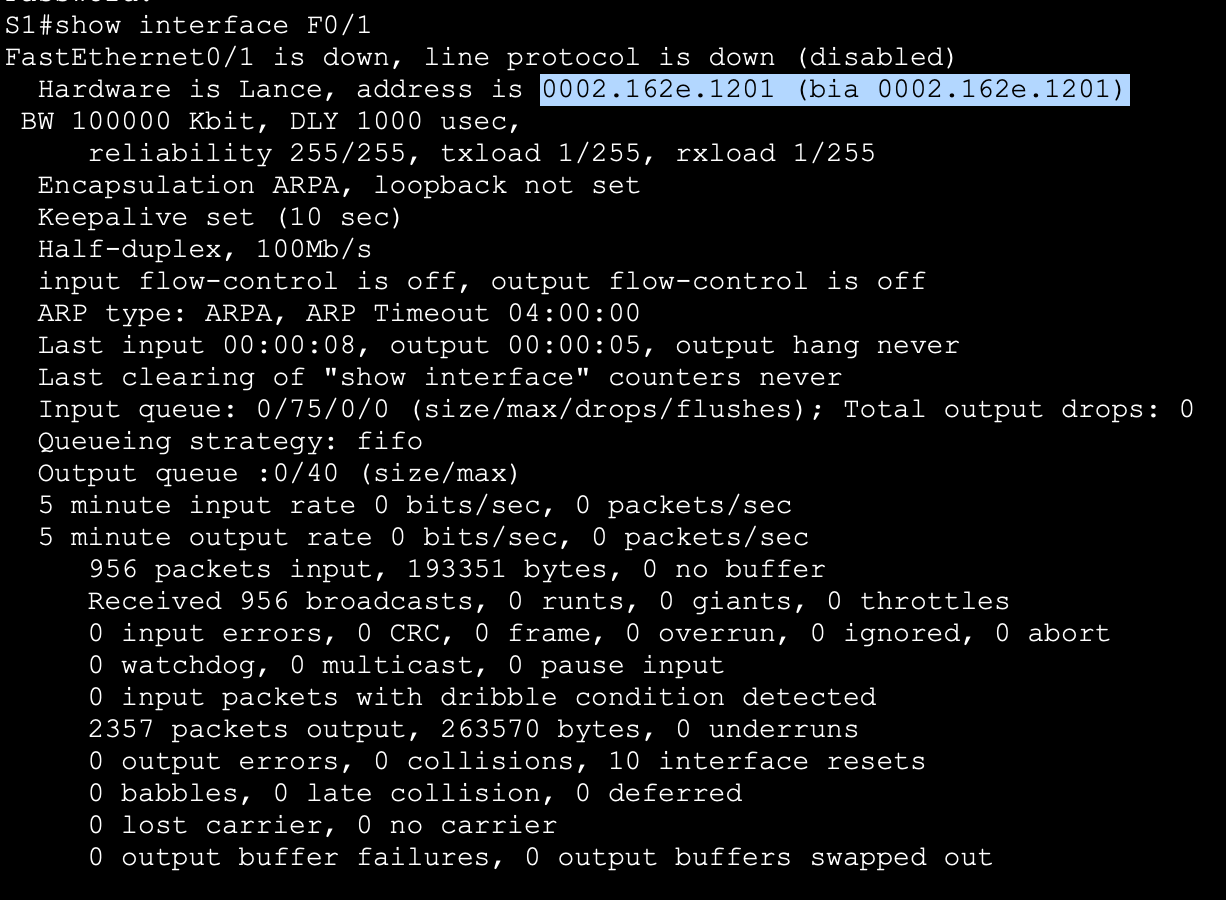 S1#show interface F0/1
FastEthernet0/1 is down, line protocol is down (disabled)
Hardware is Lance, address is 0002.162e.1201 (bia 0002.162e.1201)
BW 100000 Kbit, DLY 1000 usec,
reliability 255/255, txload 1/255, rxload 1/255
Encapsulation ARPA, loopback not set
Keepalive set (10 sec)
Half-duplex, 100Mb/s
input flow-control is off, output flow-control is off
ARP type: ARPA, ARP Timeout 04:00:00
Last input 00:00:08, output 00:00:05, output hang never
Last clearing of "show interface" counters never
Input queue: 0/75/0/0 (size/max/drops/flushes); Total output drops: 0
Queueing strategy: fifo
Output queue :0/40 (size/max)
5 minute input rate 0 bits/sec, 0 packets/sec
5 minute output rate 0 bits/sec, 0 packets/sec
956 packets input, 193351 bytes, 0 no buffer
Received 956 broadcasts, 0 runts, 0 giants, 0 throttles
0 input errors, 0 CRC, 0 frame, 0 overrun, 0 ignored, 0 abort
0 watchdog, 0 multicast, 0 pause input
0 input packets with dribble condition detected
2357 packets output, 263570 bytes, 0 underruns
0 output errors, 0 collisions, 10 interface resets
0 babbles, 0 late collision, 0 deferred
0 lost carrier, 0 no carrier
0 output buffer failures, 0 output buffers swapped out